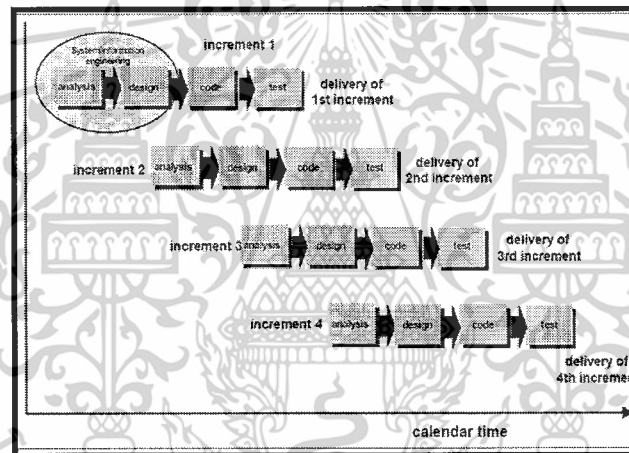 System/information
engineering
increment 1
analysis design code test
delivery of
1st increment
increment 2
analysis design code test
delivery of
2nd increment
increment 3
analysis design code test
delivery of
3rd increment
increment 4
analysis design code test
delivery of
4th increment
calendar time